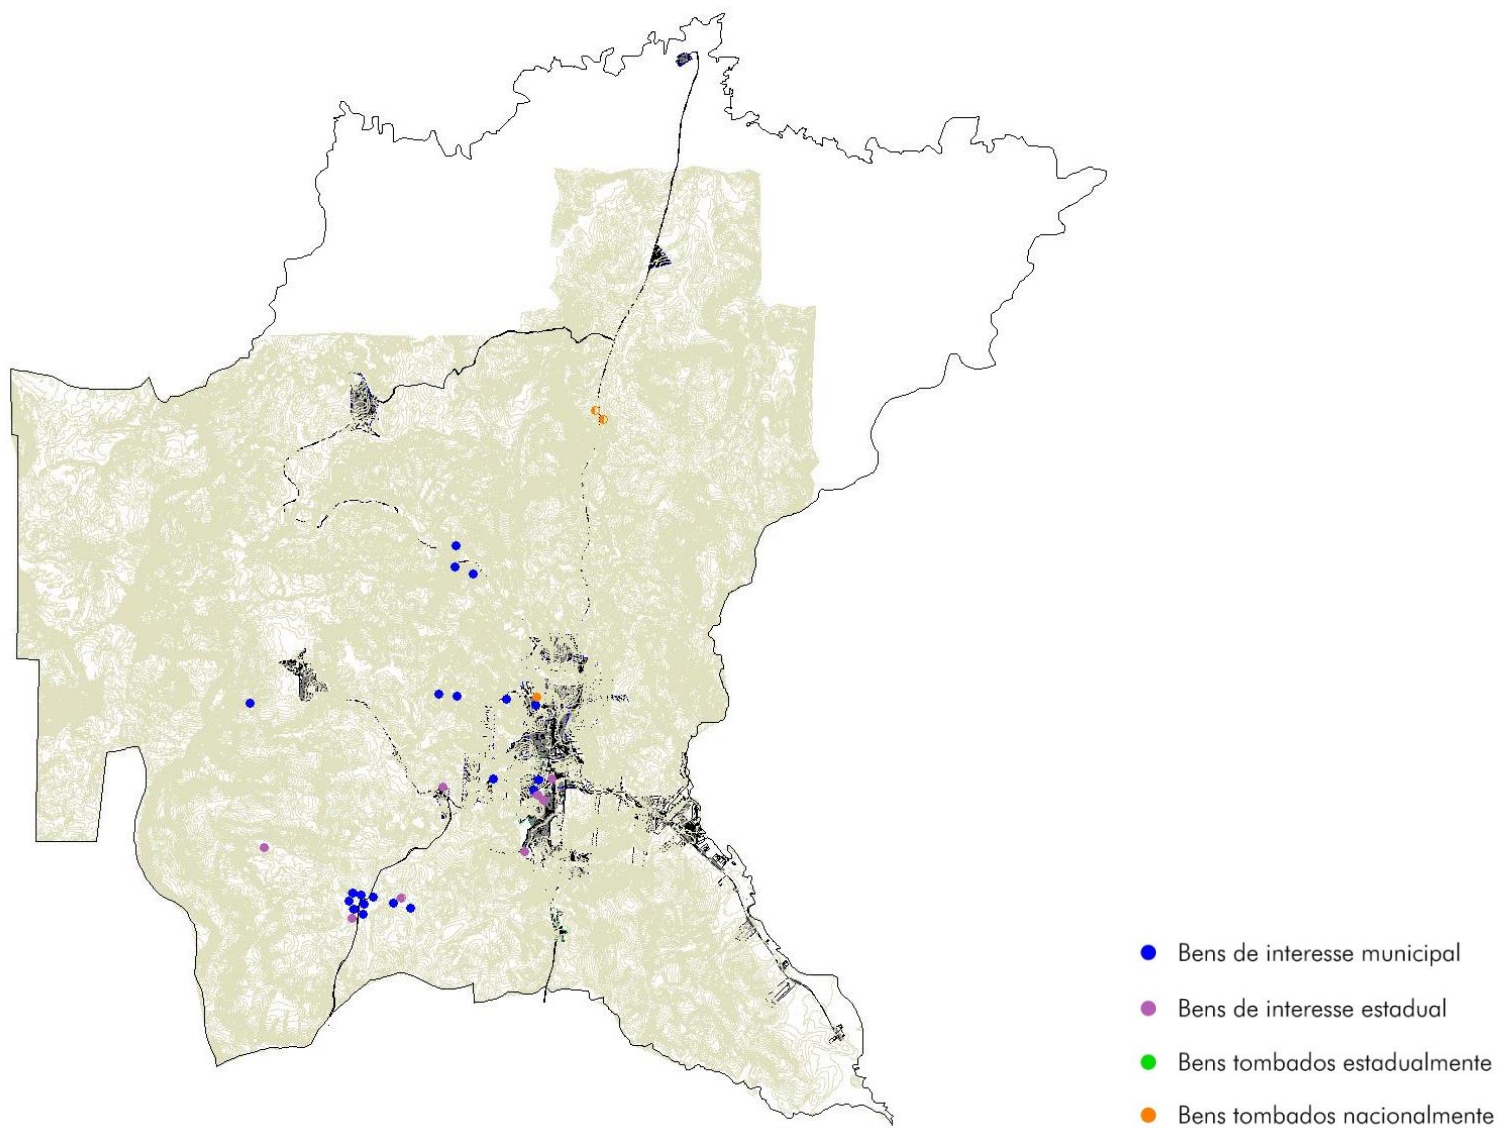 Bens de interesse municipal
Bens de interesse estadual
Bens tombados estadualmente
Bens tombados nacionalmente